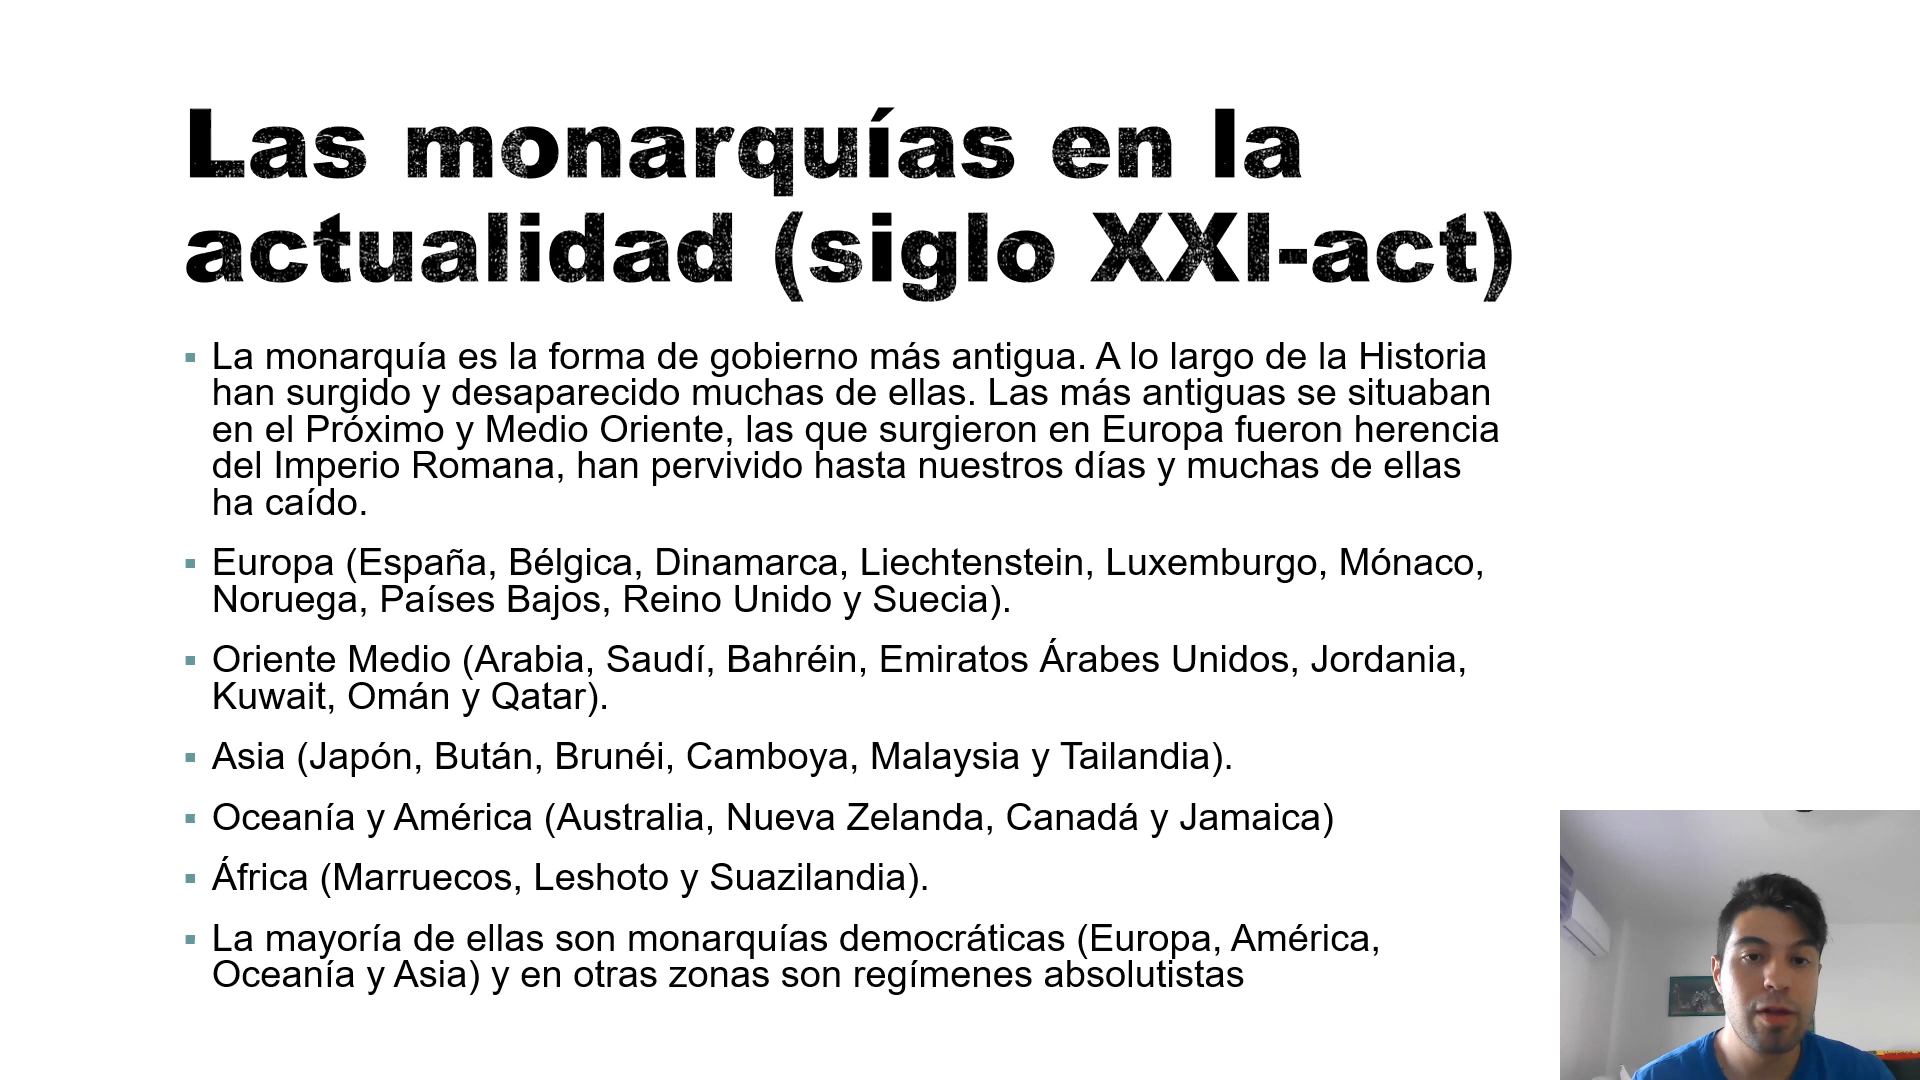 Las monarquías en la
actualidad (siglo XXI-act)
▪ La monarquía es la forma de gobierno más antigua. A lo largo de la Historia
han surgido y desaparecido muchas de ellas. Las más antiguas se situaban
en el Próximo y Medio Oriente, las que surgieron en Europa fueron herencia
del Imperio Romana, han pervivido hasta nuestros días y muchas de ellas
ha caído.
▪ Europa (España, Bélgica, Dinamarca, Liechtenstein, Luxemburgo, Mónaco,
Noruega, Países Bajos, Reino Unido y Suecia).
▪ Oriente Medio (Arabia, Saudí, Bahréin, Emiratos Árabes Unidos, Jordania,
Kuwait, Omán y Qatar).
▪ Asia (Japón, Bután, Brunéi, Camboya, Malaysia y Tailandia).
▪ Oceanía y América (Australia, Nueva Zelanda, Canadá y Jamaica)
▪ África (Marruecos, Leshoto y Suazilandia).
▪ La mayoría de ellas son monarquías democráticas (Europa, América,
Oceanía y Asia) y en otras zonas son regímenes absolutistas